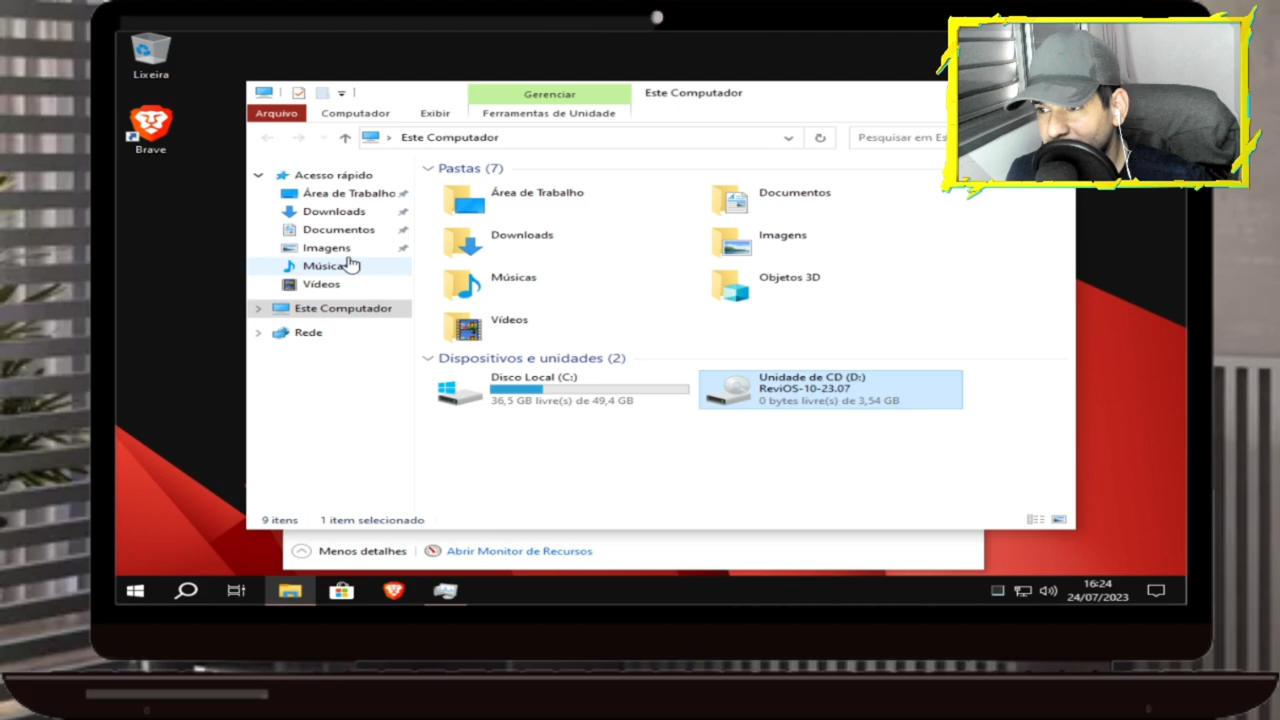 Lixeira
Brave
Gerenciar
Este Computador
Arquivo
Computador
Exibir
Ferramentas de Unidade
Este Computador
Pesquisar em Es
Acesso rápido
Área de Trabalho
Downloads
Documentos
Imagens
Música
Vídeos
Este Computador
Rede
Pastas (7)
Área de Trabalho
Documentos
Downloads
Imagens
Músicas
Objetos 3D
Vídeos
Dispositivos e unidades (2)
Disco Local (C:)
36,5 GB livre(s) de 49,4 GB
Unidade de CD (D:)
ReviOS-10-23.07
0 bytes livre(s) de 3,54 GB
9 itens
1 item selecionado
Menos detalhes
Abrir Monitor de Recursos
16:24
24/07/2023